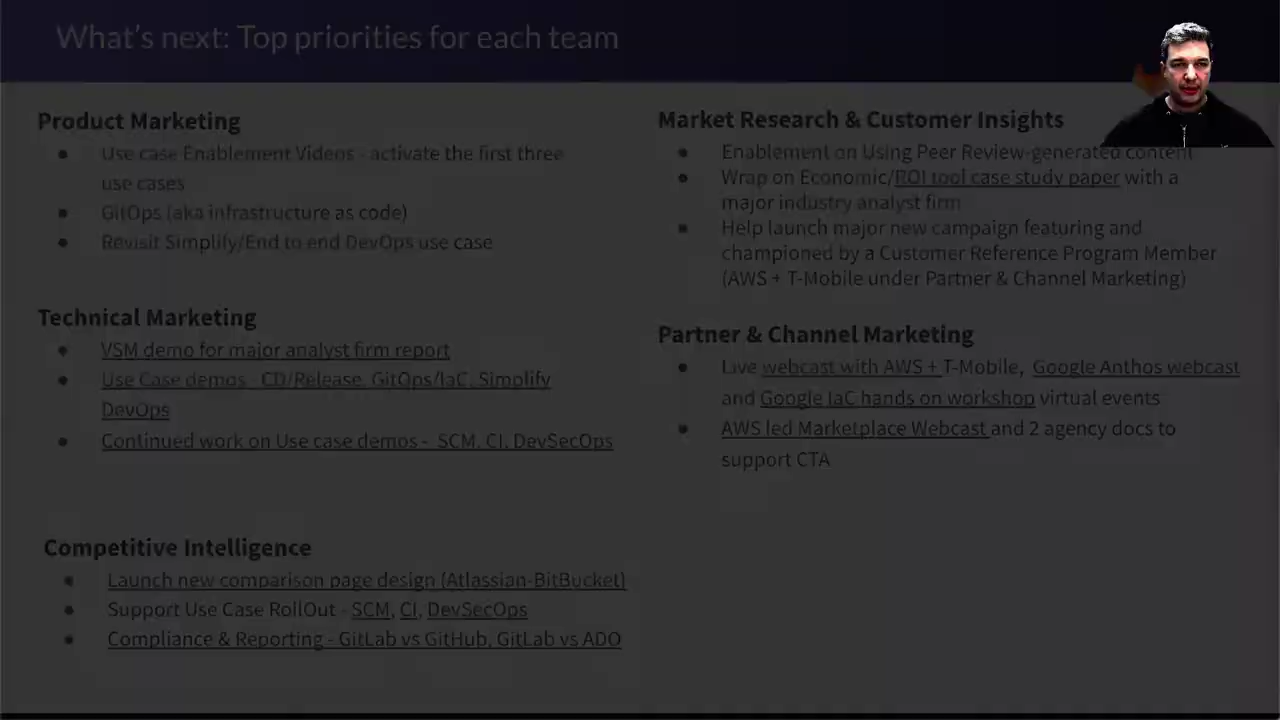 What's next: Top priorities for each team
Product Marketing
● Use case Enablement Videos - activate the first three
use cases
● GitOps (aka infrastructure as code)
● Revisit Simplify/End to end DevOps use case
Technical Marketing
● VSM demo for major analyst firm report
● Use Case demos - CD/Release, GitOps/IaC, Simplify
DevOps
● Continued work on Use case demos - SCM, CI, DevSecOps
Competitive Intelligence
● Launch new comparison page design (Atlassian-BitBucket)
● Support Use Case RollOut - SCM, CI, DevSecOps
● Compliance & Reporting - GitLab vs GitHub, GitLab vs ADO
Market Research & Customer Insights
● Enablement on Using Peer Review-generated content
● Wrap on Economic/ROI tool case study paper with a
major industry analyst firm
● Help launch major new campaign featuring and
championed by a Customer Reference Program Member
(AWS + T-Mobile under Partner & Channel Marketing)
Partner & Channel Marketing
● Live webcast with AWS + T-Mobile, Google Anthos webcast
and Google IaC hands on workshop virtual events
● AWS led Marketplace Webcast and 2 agency docs to
support CTA